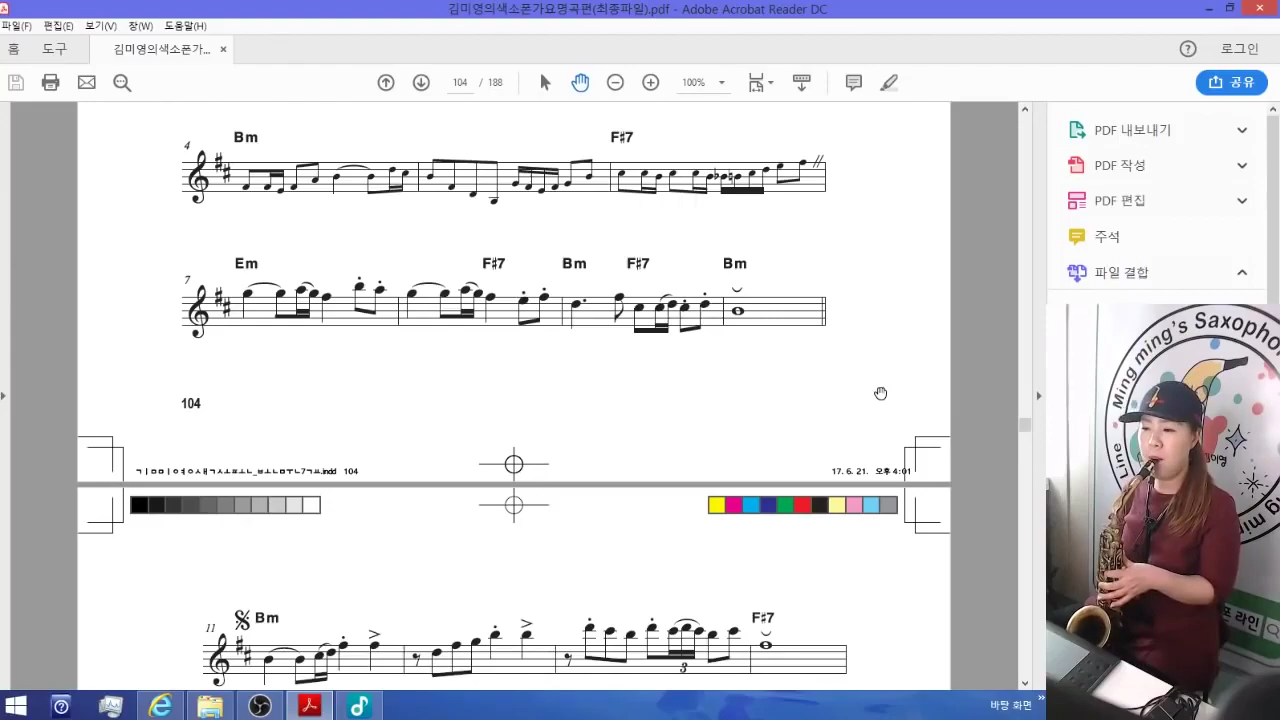 김미영의색소폰가요명곡편(최종파일).pdf - Adobe Acrobat Reader DC
파일(F) 편집(E) 보기(V) 창(W) 도움말(H)
홈 도구 김미영의색소폰가... × 로그인
104 / 188 100% 공유
PDF 내보내기
PDF 작성
PDF 편집
주석
파일 결합
4 Bm F♯7
7 Em F♯7 Bm F♯7 Bm
104
104 17. 6. 21. 오후 4:01
11 Bm F♯7
3
Line Ming ming's Saxophon
라인
바탕 화면